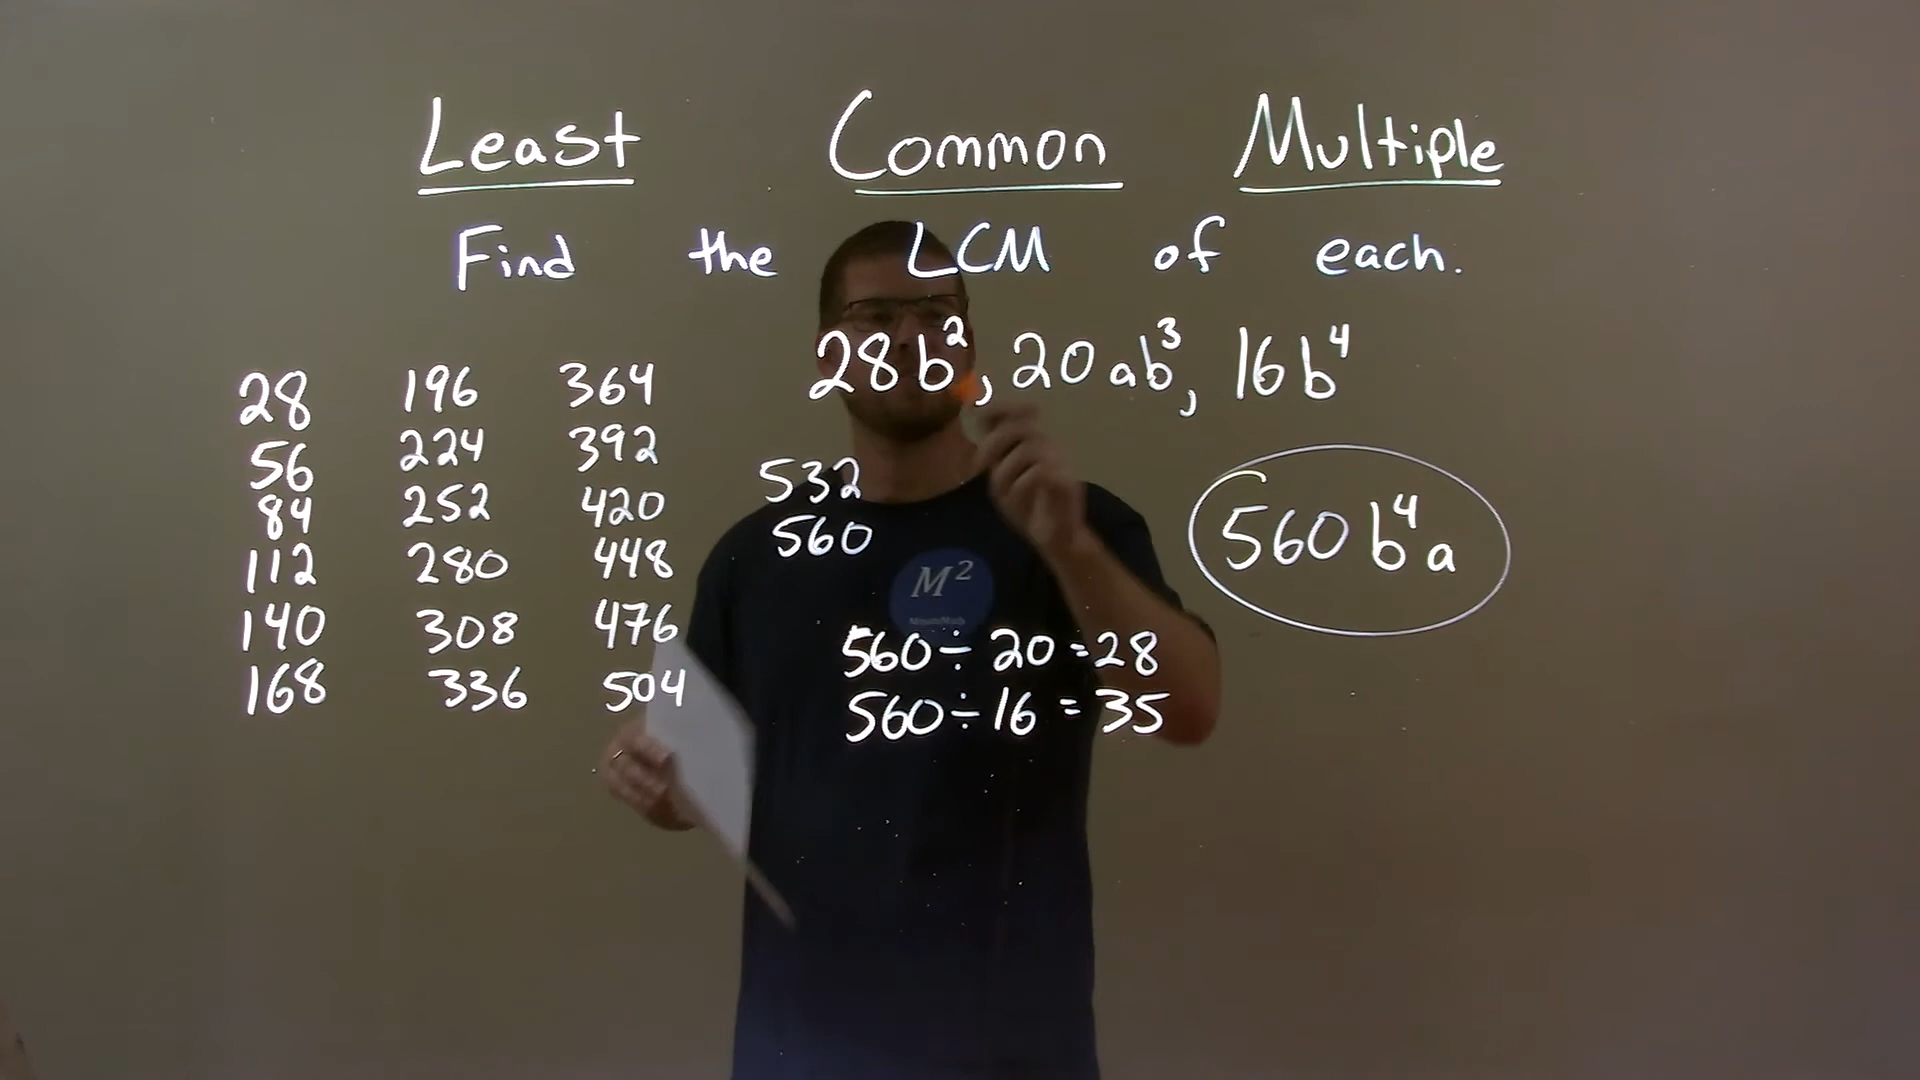 Least Common Multiple
Find the LCM of each.
28b², 20ab³, 16b⁴
28 196 364
56 224 392
84 252 420
112 280 448
140 308 476
168 336 504
532
560
560b⁴a
M²
MinuteMath
560÷20=28
560÷16=35